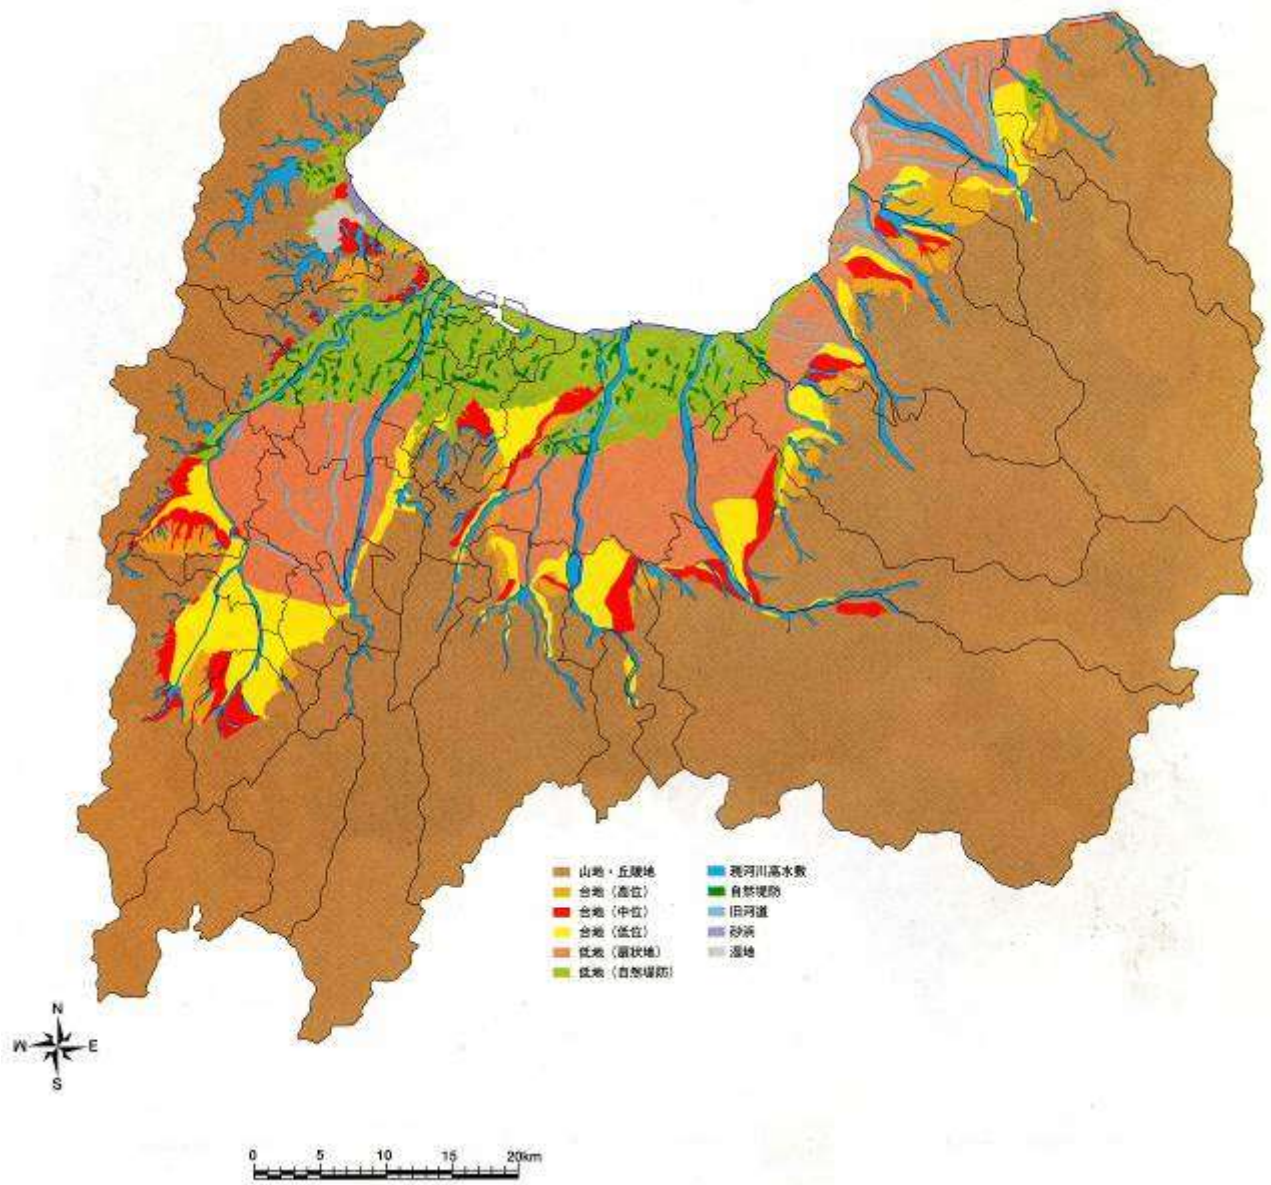 山地・丘陵地
台地（高位）
台地（中位）
台地（低位）
低地（扇状地）
低地（自然堤防）
現河川高水敷
自然堤防
旧河道
砂浜
湿地
N
W E
S
0 5 10 15 20km